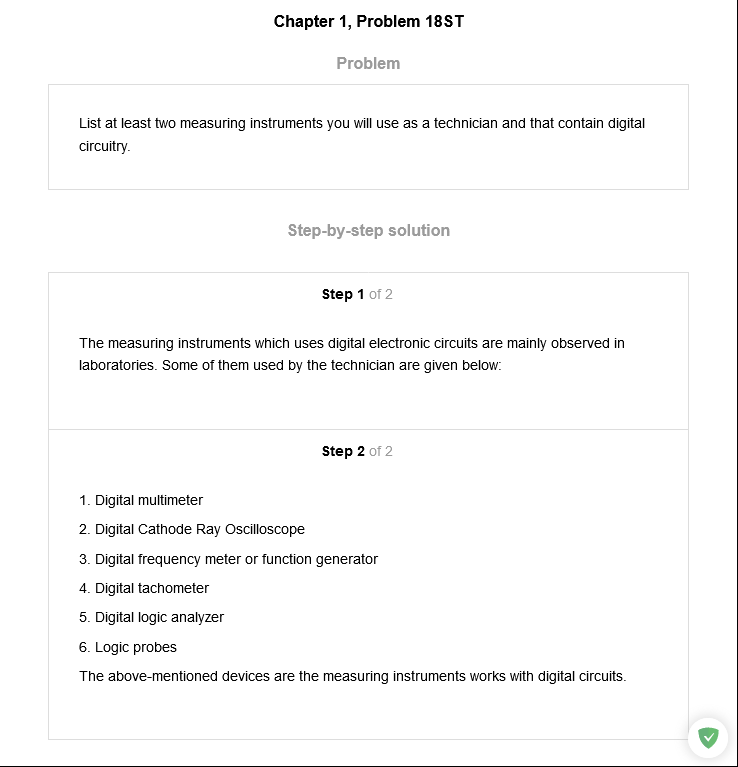 Chapter 1, Problem 18ST
Problem
List at least two measuring instruments you will use as a technician and that contain digital
circuitry.
Step-by-step solution
Step 1 of 2
The measuring instruments which uses digital electronic circuits are mainly observed in
laboratories. Some of them used by the technician are given below:
Step 2 of 2
1. Digital multimeter
2. Digital Cathode Ray Oscilloscope
3. Digital frequency meter or function generator
4. Digital tachometer
5. Digital logic analyzer
6. Logic probes
The above-mentioned devices are the measuring instruments works with digital circuits.